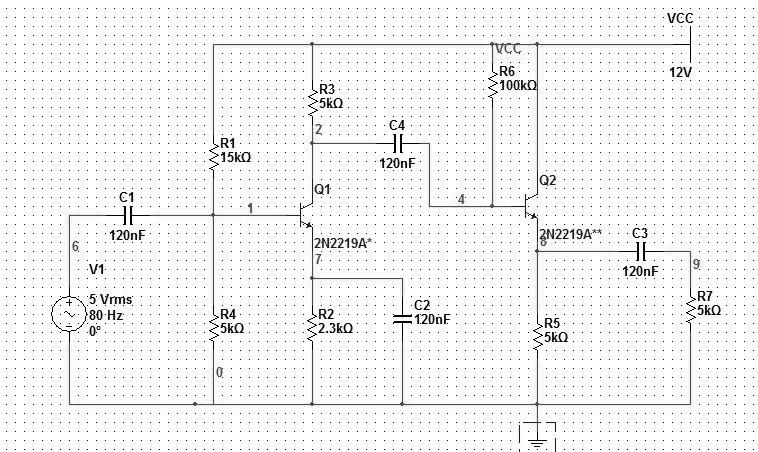 VCC
VCC
12V
R6
100kΩ
R3
5kΩ
2
C4
120nF
R1
15kΩ
Q1
Q2
C1
120nF
1
4
2N2219A*
2N2219A**
8
C3
120nF
6
7
9
V1
5 Vrms
80 Hz
0°
R4
5kΩ
R2
2.3kΩ
C2
120nF
R5
5kΩ
R7
5kΩ
0